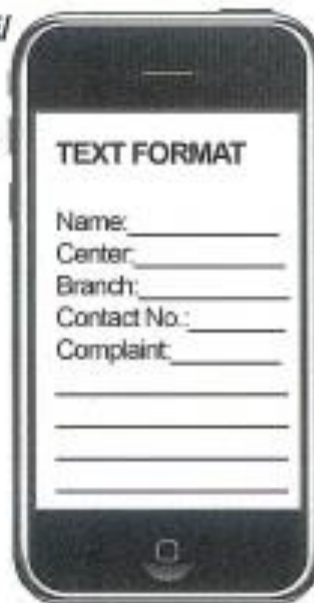 TEXT FORMAT
Name:
Center:
Branch:
Contact No.:
Complaint: